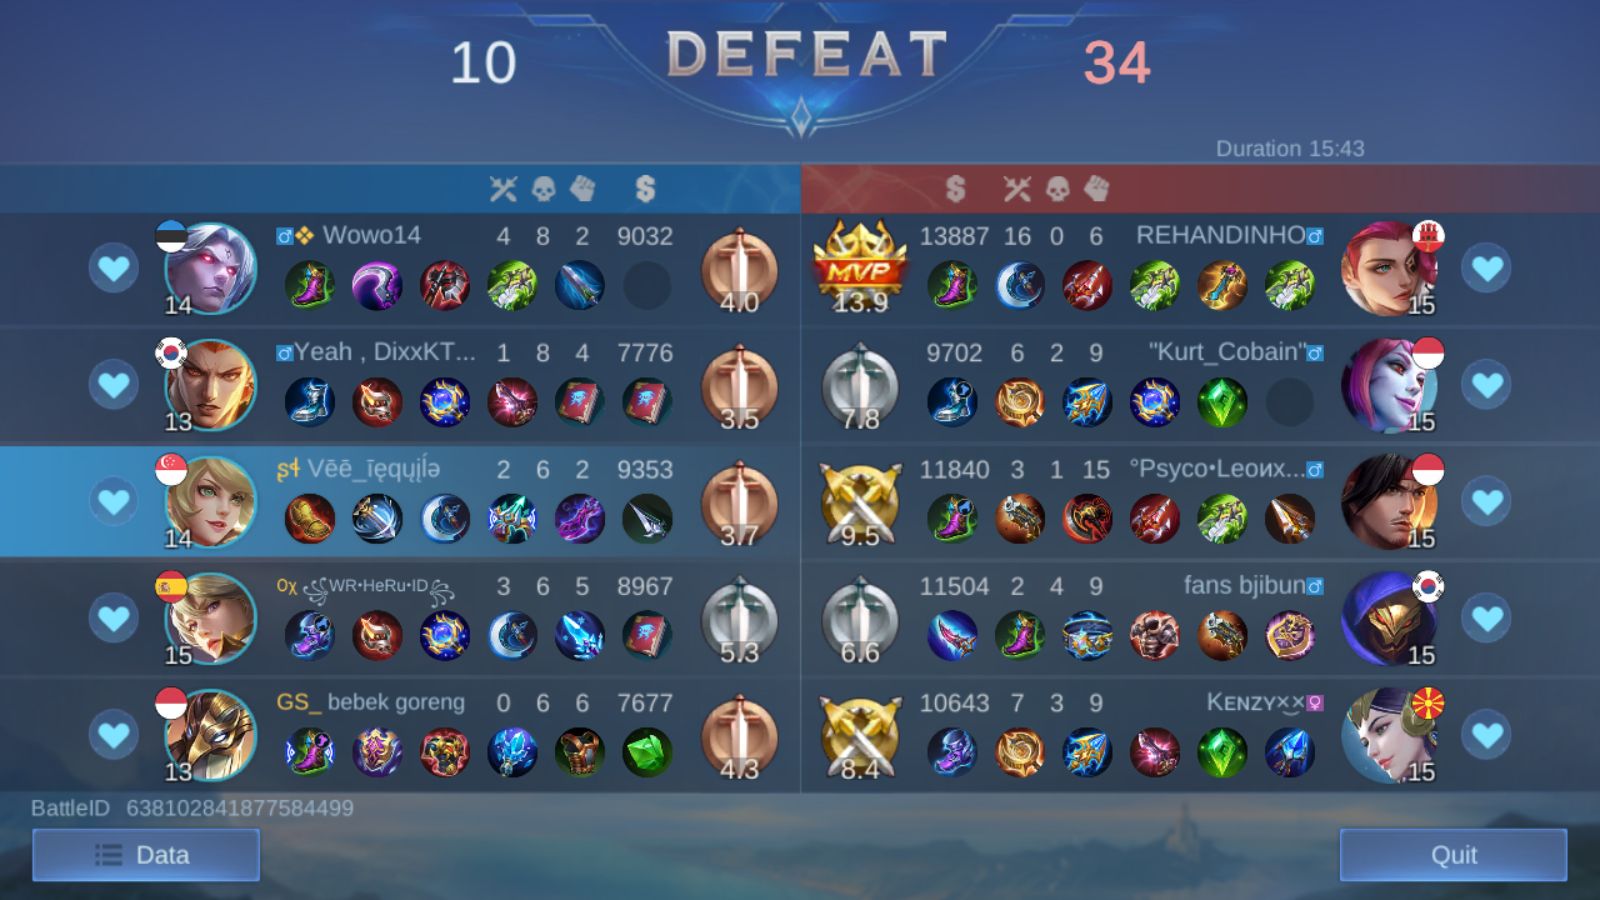 10 DEFEAT 34
Duration 15:43
Wowo14 4 8 2 9032
14 4.0
MVP 13.9 13887 16 0 6 REHANDINHO
15
Yeah , DixxKT... 1 8 4 7776
13 3.5
7.8 9702 6 2 9 "Kurt_Cobain"
15
Vēē_īęqųįĺə 2 6 2 9353
14 3.7
9.5 11840 3 1 15 °Psyco•Leoиx...
15
WR•HeRu•ID 3 6 5 8967
15 5.3
6.6 11504 2 4 9 fans bjibun
15
GS_ bebek goreng 0 6 6 7677
13 4.3
8.4 10643 7 3 9 Kᴇɴᴢʏ
15
BattleID 638102841877584499
Data
Quit